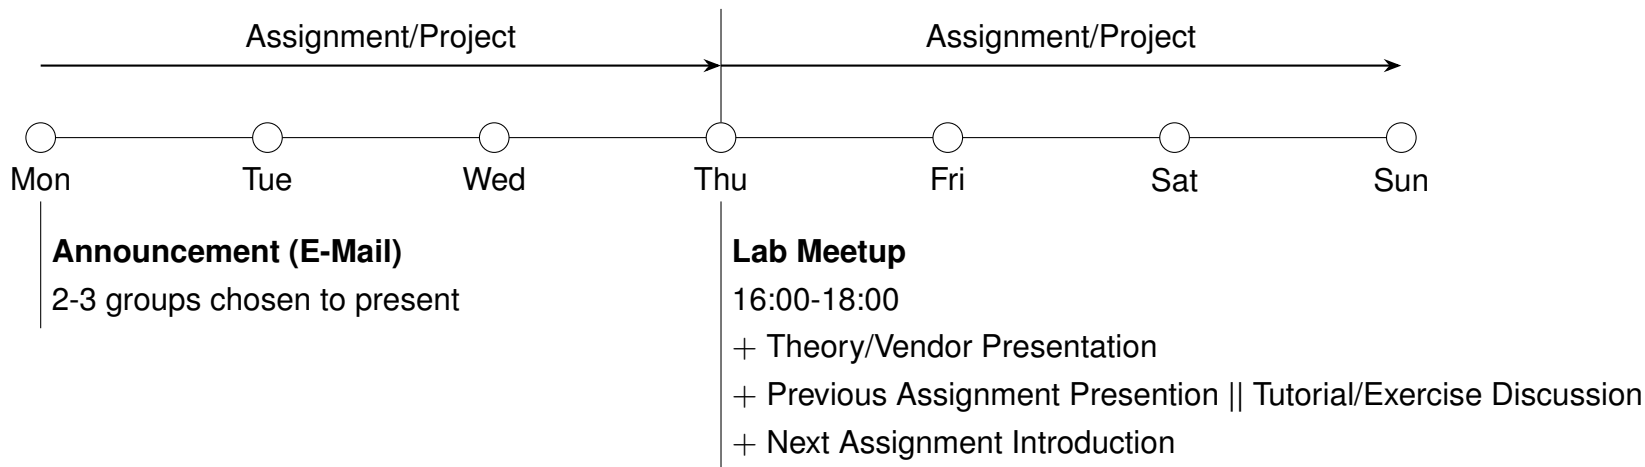 Assignment/Project Assignment/Project
Mon Tue Wed Thu Fri Sat Sun
Announcement (E-Mail)
2-3 groups chosen to present
Lab Meetup
16:00-18:00
+ Theory/Vendor Presentation
+ Previous Assignment Presention || Tutorial/Exercise Discussion
+ Next Assignment Introduction